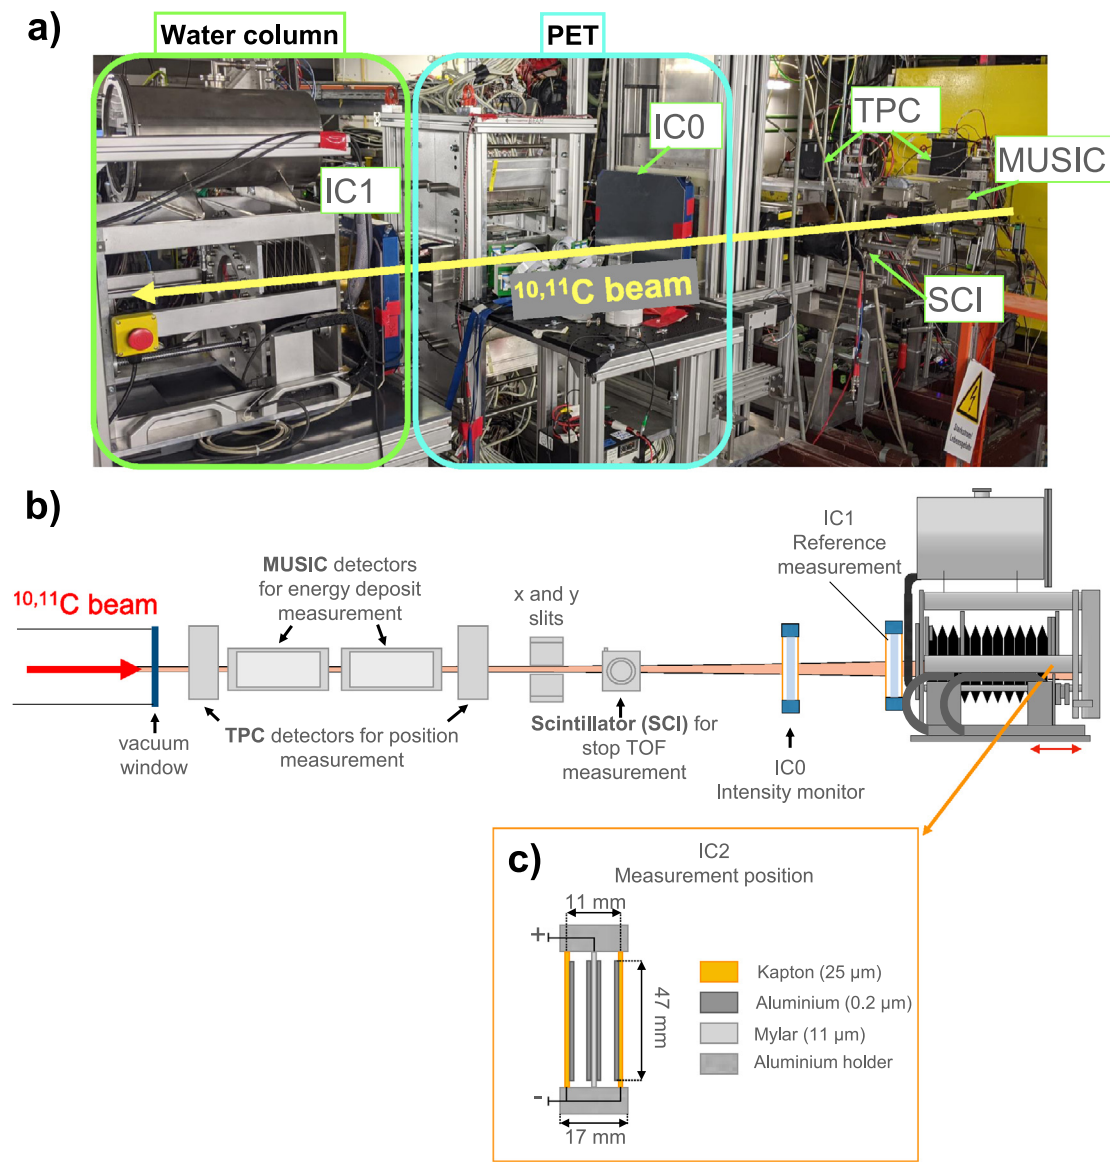 a)
Water column
PET
IC0
TPC
MUSIC
IC1
10,11C beam
SCI
b)
10,11C beam
MUSIC detectors
for energy deposit
measurement
x and y
slits
IC1
Reference
measurement
vacuum
window
TPC detectors for position
measurement
Scintillator (SCI) for
stop TOF
measurement
IC0
Intensity monitor
c)
IC2
Measurement position
11 mm
+
47 mm
-
17 mm
Kapton (25 µm)
Aluminium (0.2 µm)
Mylar (11 µm)
Aluminium holder